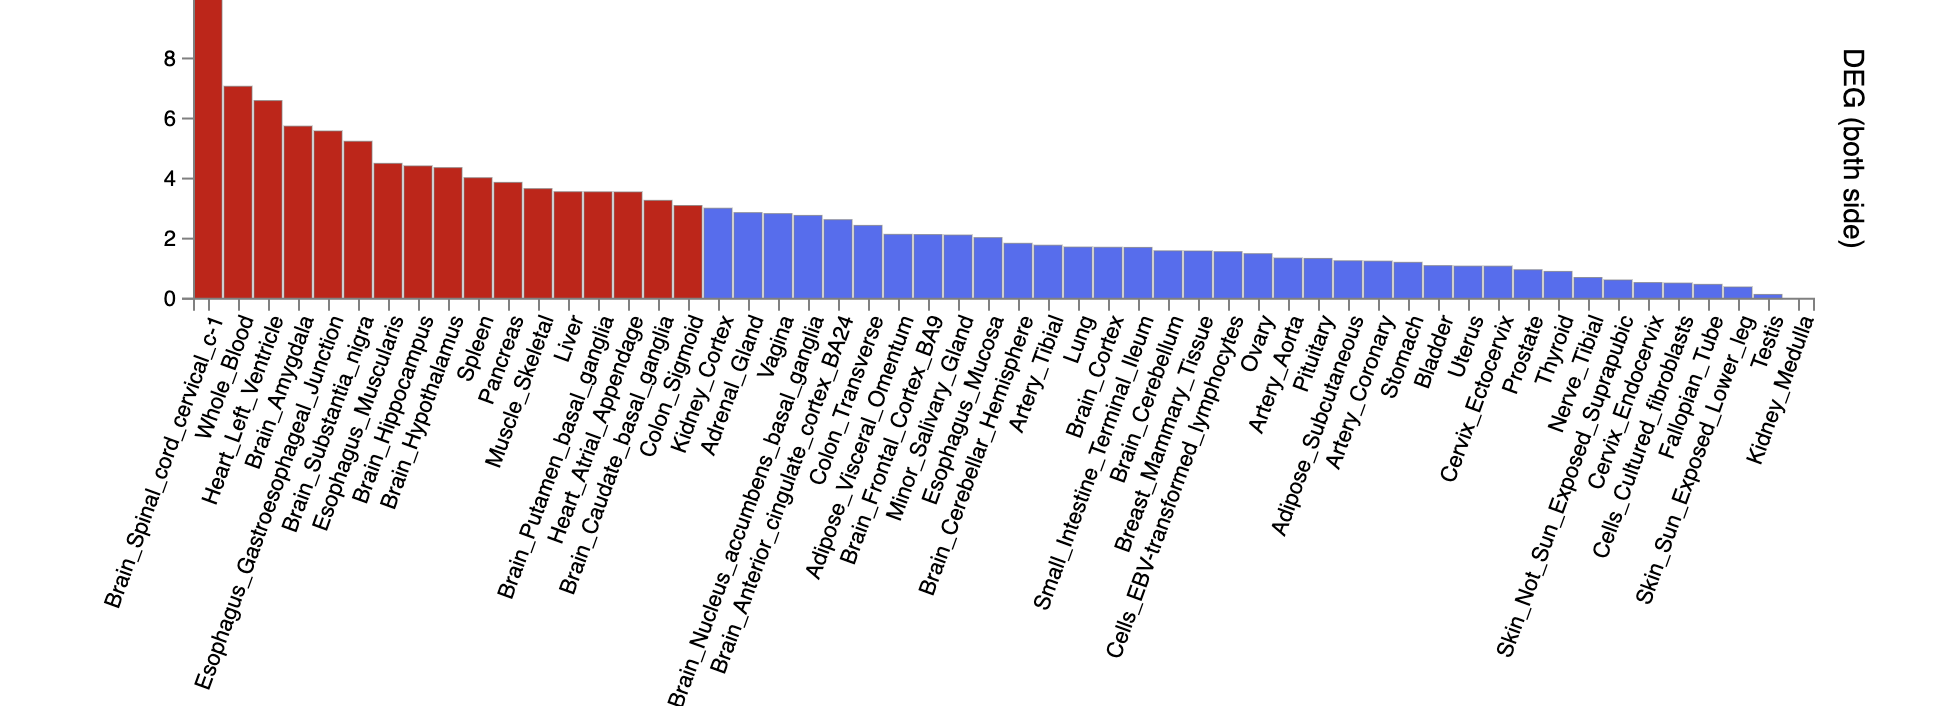 8
6
4
2
0
DEG (both side)
Brain_Spinal_cord_cervical_c-1
Whole_Blood
Heart_Left_Ventricle
Brain_Amygdala
Esophagus_Gastroesophageal_Junction
Brain_Substantia_nigra
Esophagus_Muscularis
Brain_Hippocampus
Brain_Hypothalamus
Spleen
Pancreas
Muscle_Skeletal
Liver
Brain_Putamen_basal_ganglia
Heart_Atrial_Appendage
Brain_Caudate_basal_ganglia
Colon_Sigmoid
Kidney_Cortex
Adrenal_Gland
Vagina
Brain_Nucleus_accumbens_basal_ganglia
Brain_Anterior_cingulate_cortex_BA24
Colon_Transverse
Adipose_Visceral_Omentum
Brain_Frontal_Cortex_BA9
Minor_Salivary_Gland
Esophagus_Mucosa
Brain_Cerebellar_Hemisphere
Artery_Tibial
Lung
Brain_Cortex
Small_Intestine_Terminal_Ileum
Brain_Cerebellum
Breast_Mammary_Tissue
Cells_EBV-transformed_lymphocytes
Ovary
Artery_Aorta
Pituitary
Adipose_Subcutaneous
Artery_Coronary
Stomach
Bladder
Uterus
Cervix_Ectocervix
Prostate
Thyroid
Nerve_Tibial
Skin_Not_Sun_Exposed_Suprapubic
Cervix_Endocervix
Cells_Cultured_fibroblasts
Fallopian_Tube
Skin_Sun_Exposed_Lower_leg
Testis
Kidney_Medulla